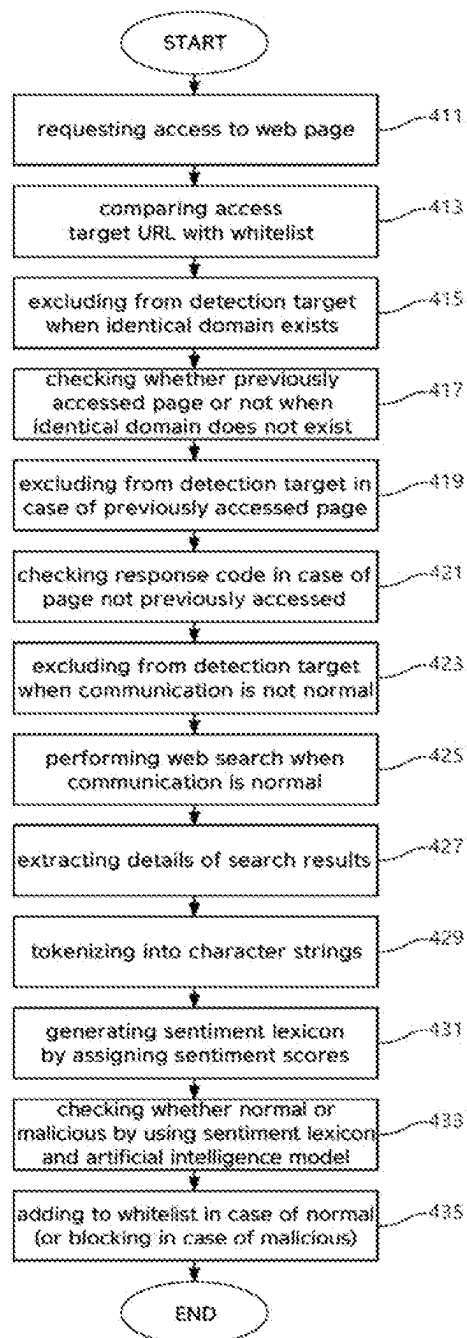 START
requesting access to web page
411
comparing access
target URL with whitelist
413
excluding from detection target
when identical domain exists
415
checking whether previously
accessed page or not when
identical domain does not exist
417
excluding from detection target in
case of previously accessed page
419
checking response code in case of
page not previously accessed
421
excluding from detection target
when communication is not normal
423
performing web search when
communication is normal
425
extracting details of search results
427
tokenizing into character strings
429
generating sentiment lexicon
by assigning sentiment scores
431
checking whether normal or
malicious by using sentiment lexicon
and artificial intelligence model
433
adding to whitelist in case of normal
(or blocking in case of malicious)
435
END